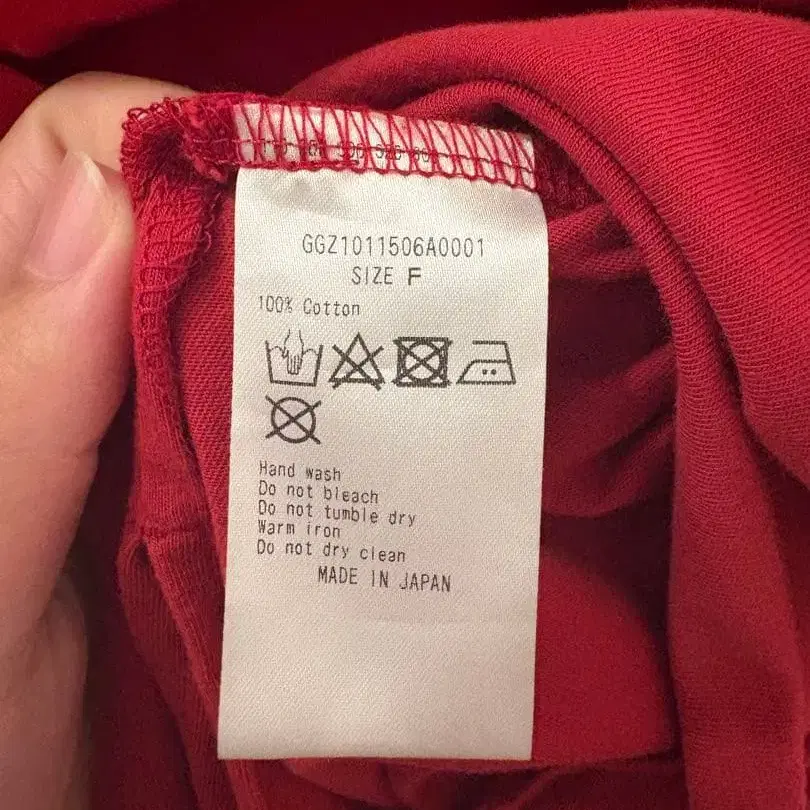 GGZ1011506A0001
SIZE F
100% Cotton
Hand wash
Do not bleach
Do not tumble dry
Warm iron
Do not dry clean
MADE IN JAPAN